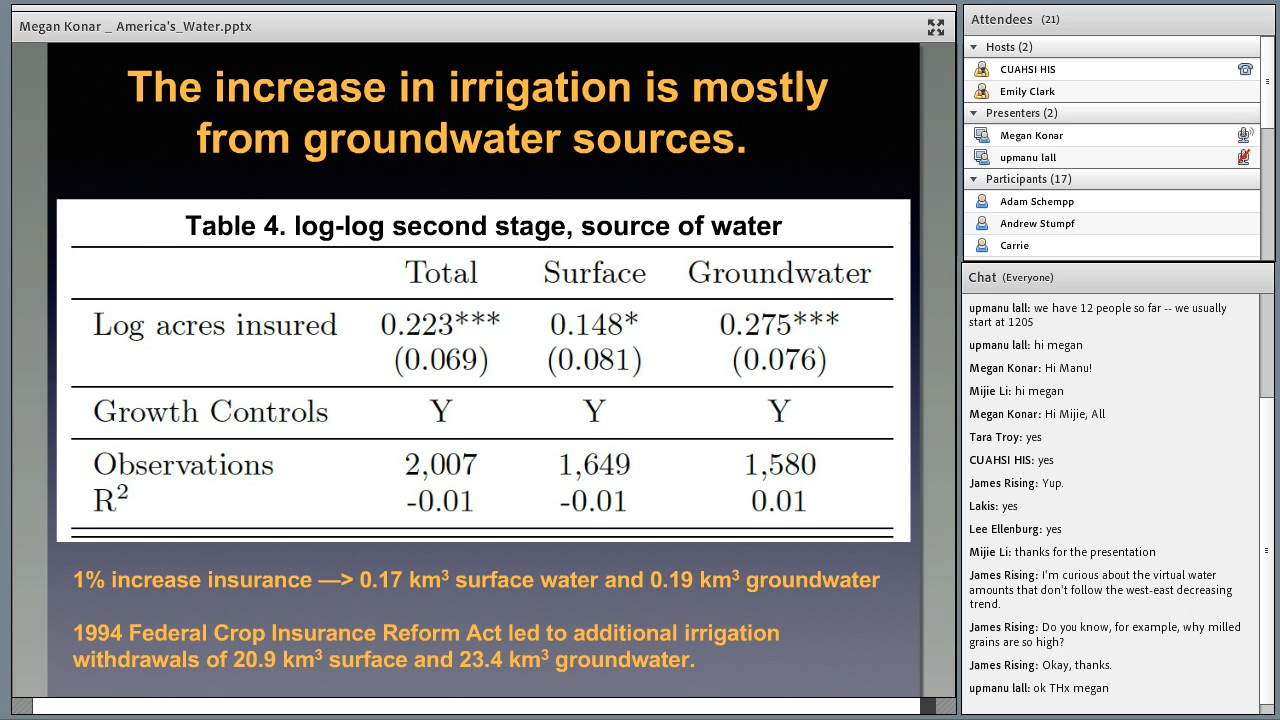 Megan Konar _ America's_Water.pptx
The increase in irrigation is mostly
from groundwater sources.
Table 4. log-log second stage, source of water
Total Surface Groundwater
Log acres insured 0.223*** 0.148* 0.275***
(0.069) (0.081) (0.076)
Growth Controls Y Y Y
Observations 2,007 1,649 1,580
R² -0.01 -0.01 0.01
1% increase insurance —> 0.17 km³ surface water and 0.19 km³ groundwater
1994 Federal Crop Insurance Reform Act led to additional irrigation
withdrawals of 20.9 km³ surface and 23.4 km³ groundwater.
Attendees (21)
Hosts (2)
CUAHSI HIS
Emily Clark
Presenters (2)
Megan Konar
upmanu lall
Participants (17)
Adam Schempp
Andrew Stumpf
Carrie
Chat (Everyone)
upmanu lall: we have 12 people so far -- we usually
start at 1205
upmanu lall: hi megan
Megan Konar: Hi Manu!
Mijie Li: hi megan
Megan Konar: Hi Mijie, All
Tara Troy: yes
CUAHSI HIS: yes
James Rising: Yup.
Lakis: yes
Lee Ellenburg: yes
Mijie Li: thanks for the presentation
James Rising: I'm curious about the virtual water
amounts that don't follow the west-east decreasing
trend.
James Rising: Do you know, for example, why milled
grains are so high?
James Rising: Okay, thanks.
upmanu lall: ok THx megan